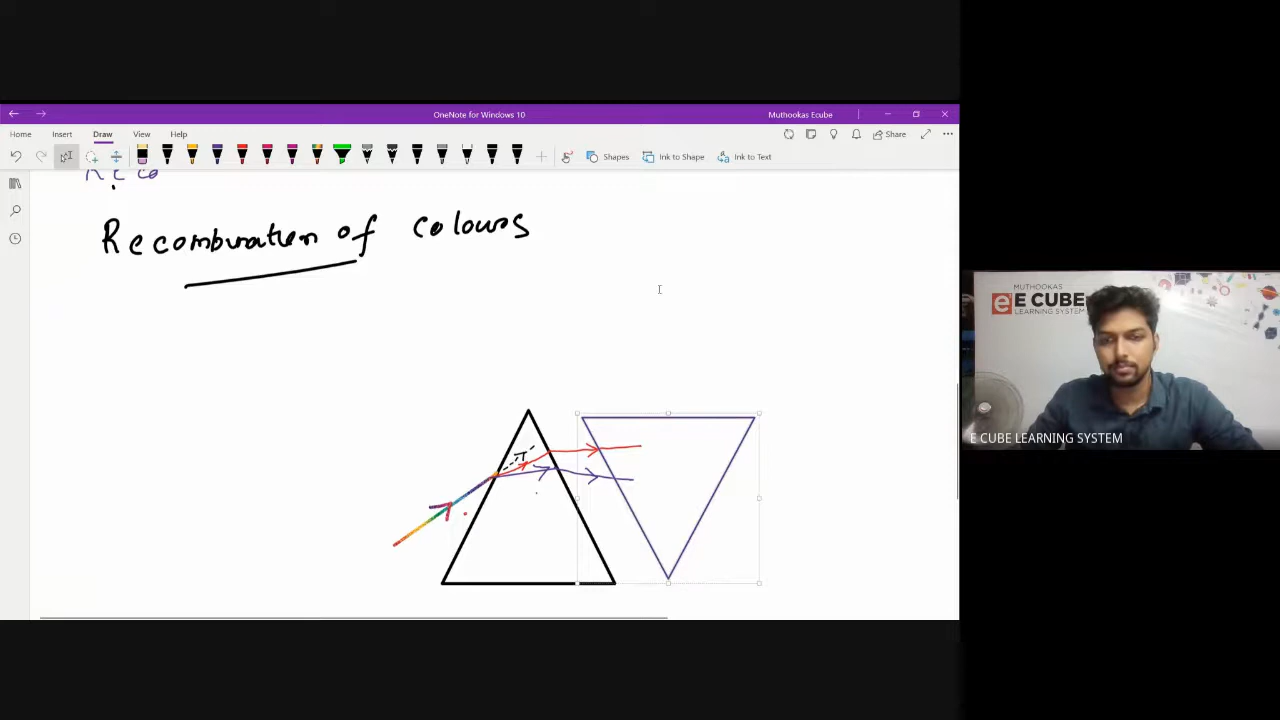 OneNote for Windows 10
Muthookas Ecube
Home Insert Draw View Help
Share
Shapes Ink to Shape Ink to Text
Recombination of colours
MUTHOOKAS
e E CUBE
LEARNING SYSTEM
E CUBE LEARNING SYSTEM